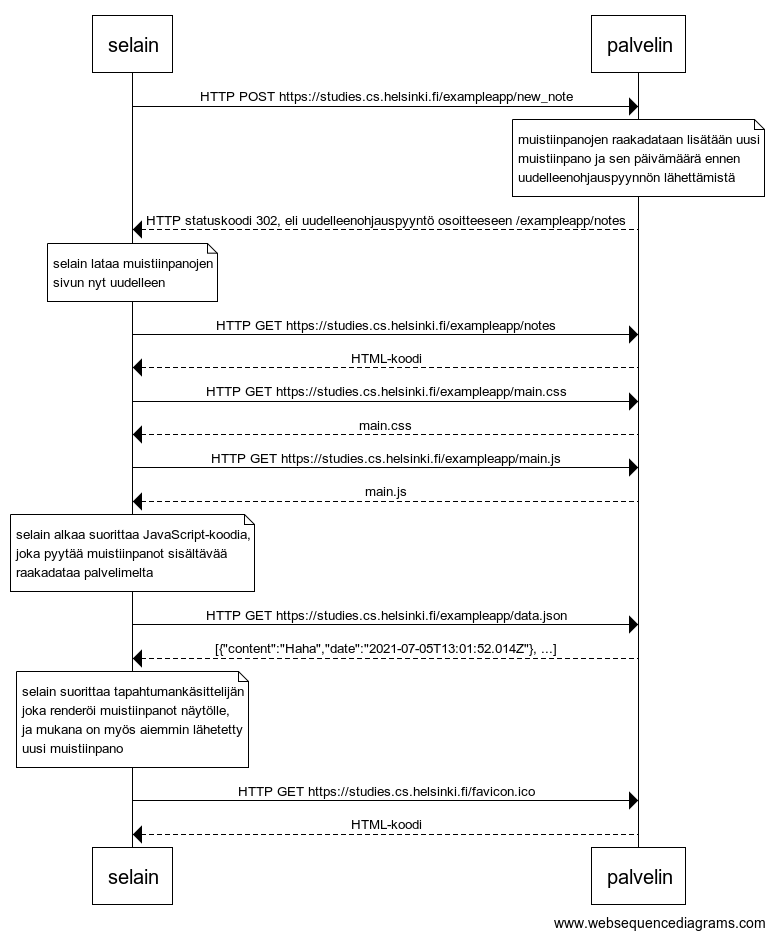 selain
palvelin
HTTP POST https://studies.cs.helsinki.fi/exampleapp/new_note
muistiinpanojen raakadataan lisätään uusi
muistiinpano ja sen päivämäärä ennen
uudelleenohjauspyynnön lähettämistä
HTTP statuskoodi 302, eli uudelleenohjauspyyntö osoitteeseen /exampleapp/notes
selain lataa muistiinpanojen
sivun nyt uudelleen
HTTP GET https://studies.cs.helsinki.fi/exampleapp/notes
HTML-koodi
HTTP GET https://studies.cs.helsinki.fi/exampleapp/main.css
main.css
HTTP GET https://studies.cs.helsinki.fi/exampleapp/main.js
main.js
selain alkaa suorittaa JavaScript-koodia,
joka pyytää muistiinpanot sisältävää
raakadataa palvelimelta
HTTP GET https://studies.cs.helsinki.fi/exampleapp/data.json
[{"content":"Haha","date":"2021-07-05T13:01:52.014Z"}, ...]
selain suorittaa tapahtumankäsittelijän
joka renderöi muistiinpanot näytölle,
ja mukana on myös aiemmin lähetetty
uusi muistiinpano
HTTP GET https://studies.cs.helsinki.fi/favicon.ico
HTML-koodi
selain
palvelin
www.websequencediagrams.com